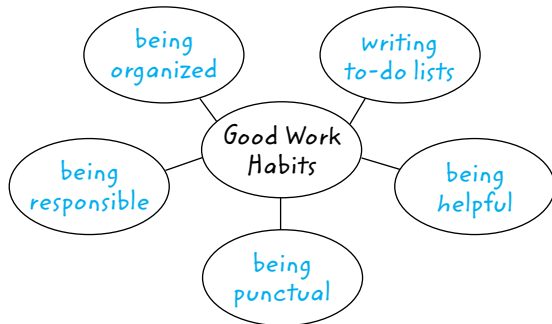 being
organized
writing
to-do lists
Good Work
Habits
being
responsible
being
helpful
being
punctual